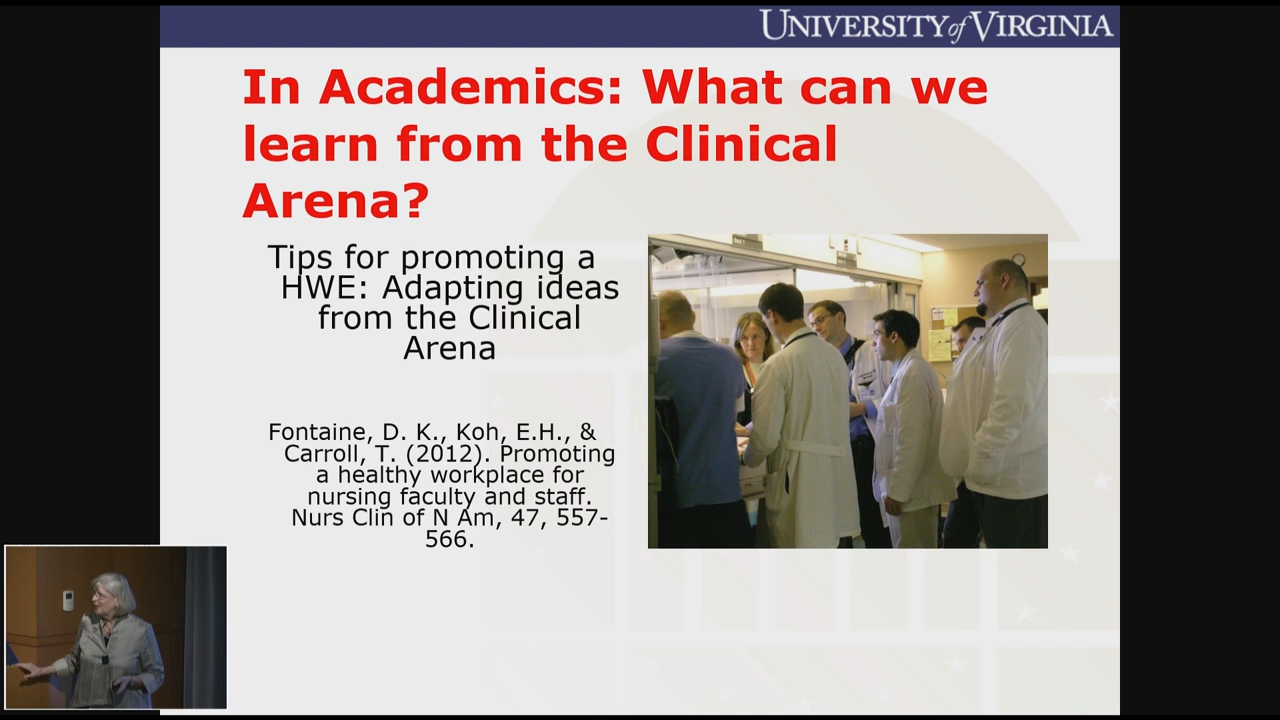 UNIVERSITY of VIRGINIA
In Academics: What can we
learn from the Clinical
Arena?
Tips for promoting a
HWE: Adapting ideas
from the Clinical
Arena
Fontaine, D. K., Koh, E.H., &
Carroll, T. (2012). Promoting
a healthy workplace for
nursing faculty and staff.
Nurs Clin of N Am, 47, 557-
566.